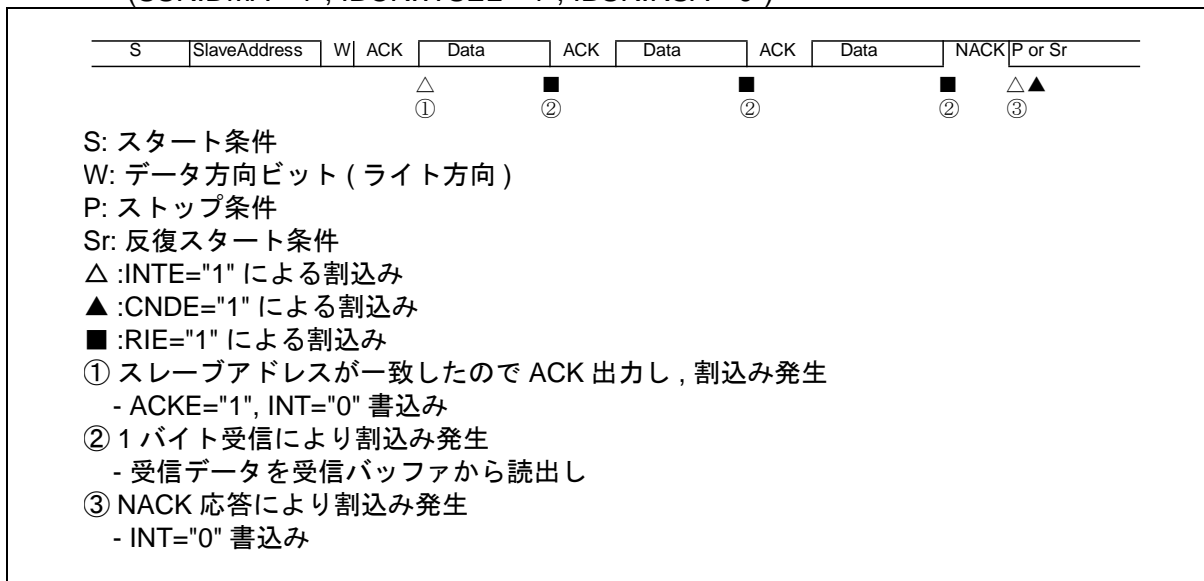 S SlaveAddress W ACK Data ACK Data ACK Data NACK P or Sr
△ ■ ■ ■ △▲
① ② ② ② ③
S: スタート条件
W: データ方向ビット ( ライト方向 )
P: ストップ条件
Sr: 反復スタート条件
△ :INTE="1" による割込み
▲ :CNDE="1" による割込み
■ :RIE="1" による割込み
① スレーブアドレスが一致したので ACK 出力し , 割込み発生
- ACKE="1", INT="0" 書込み
② 1 バイト受信により割込み発生
- 受信データを受信バッファから読出し
③ NACK 応答により割込み発生
- INT="0" 書込み